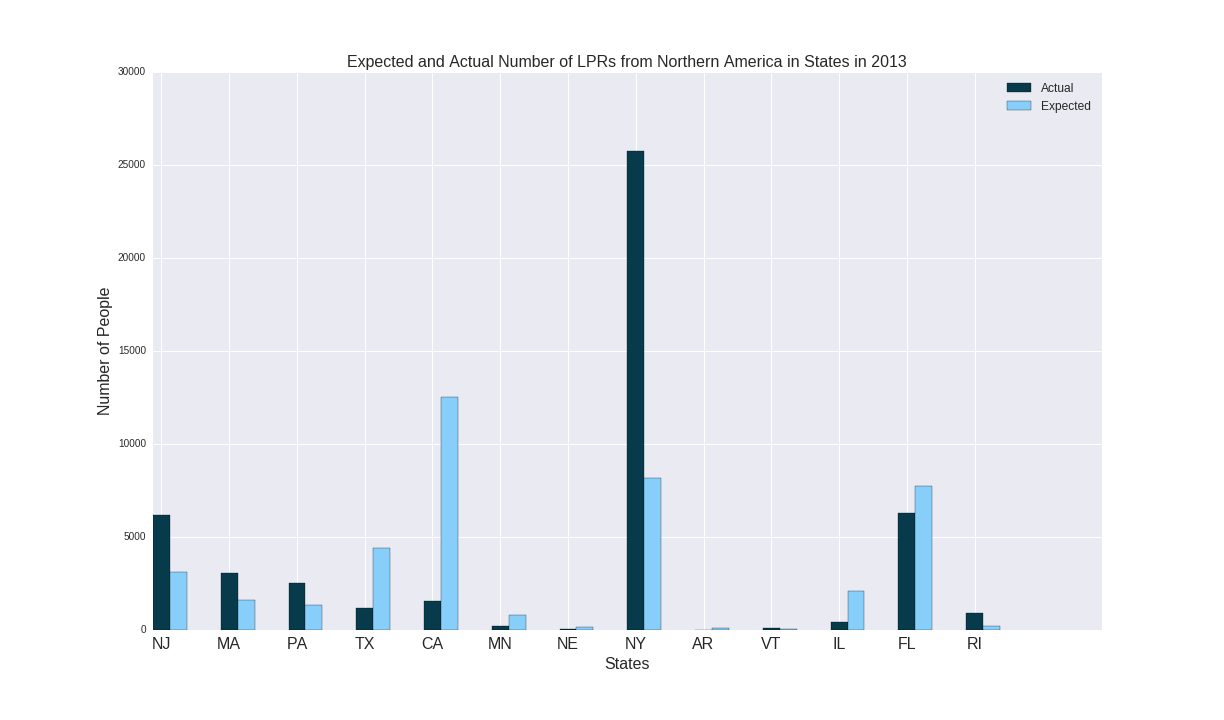 Expected and Actual Number of LPRs from Northern America in States in 2013
30000
25000
20000
15000
10000
5000
0
Number of People
Actual
Expected
NJ MA PA TX CA MN NE NY AR VT IL FL RI
States